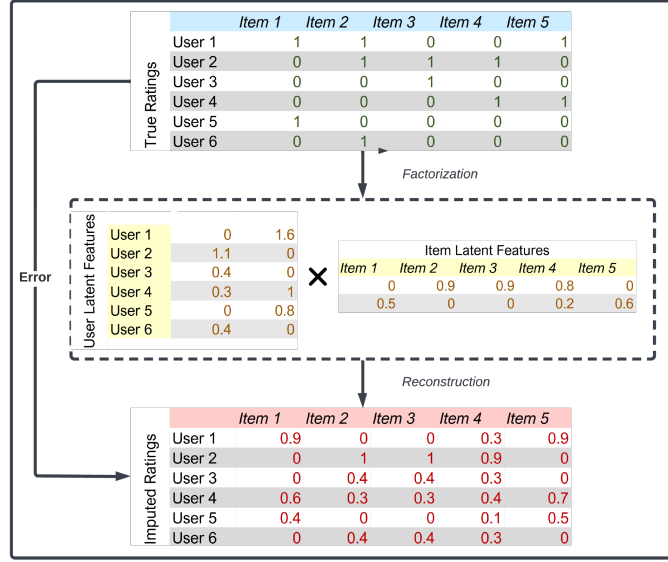 Item 1 Item 2 Item 3 Item 4 Item 5
True Ratings
User 1 1 1 0 0 1
User 2 0 1 1 1 0
User 3 0 0 1 0 0
User 4 0 0 0 1 1
User 5 1 0 0 0 0
User 6 0 1 0 0 0
Factorization
Error
User Latent Features
User 1 0 1.6
User 2 1.1 0
User 3 0.4 0
User 4 0.3 1
User 5 0 0.8
User 6 0.4 0
×
Item Latent Features
Item 1 Item 2 Item 3 Item 4 Item 5
0 0.9 0.9 0.8 0
0.5 0 0 0.2 0.6
Reconstruction
Item 1 Item 2 Item 3 Item 4 Item 5
Imputed Ratings
User 1 0.9 0 0 0.3 0.9
User 2 0 1 1 0.9 0
User 3 0 0.4 0.4 0.3 0
User 4 0.6 0.3 0.3 0.4 0.7
User 5 0.4 0 0 0.1 0.5
User 6 0 0.4 0.4 0.3 0